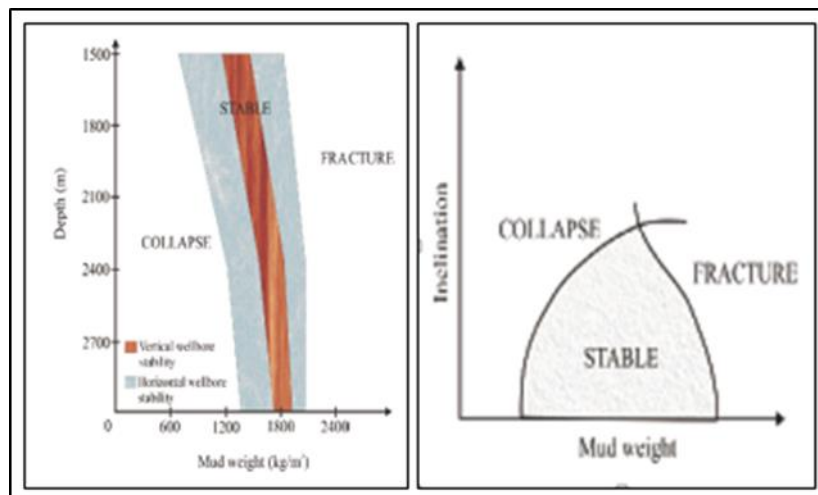 1500
1800
2100
2400
2700
Depth (m)
STABLE
FRACTURE
COLLAPSE
Vertical wellbore
stability
Horizontal wellbore
stability
0 600 1200 1800 2400
Mud weight (kg/m³)
Inclination
COLLAPSE
FRACTURE
STABLE
Mud weight